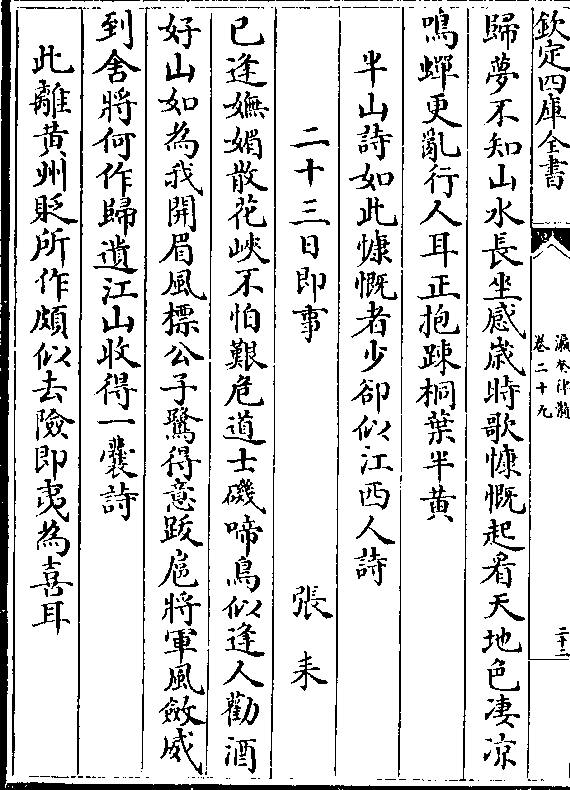 欽定四庫全書
瀛奎律髓
卷二十九
二十二
歸夢不知山水長坐感歲時歌慷慨起看天地色凄涼
鳴蟬更亂行人耳正抱疎桐葉半黄
半山詩如此慷慨者少卻似江西人詩
二十三日即事 張耒
已逢嫵媚散花峽不怕艱危道士磯啼鳥似逢人勸酒
好山如為我開眉風標公子鷺得意跋扈將軍風斂威
到舍將何作歸遺江山收得一囊詩
此離黄州貶所作頗似去險即夷為喜耳